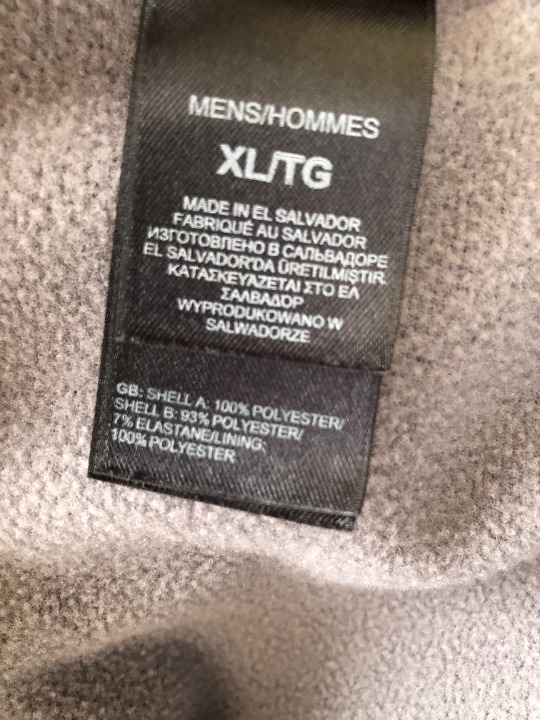 MENS/HOMMES
XL/TG
MADE IN EL SALVADOR
FABRIQUÉ AU SALVADOR
ИЗГОТОВЛЕНО В САЛЬВАДОРЕ
EL SALVADOR'DA ÜRETILMIŞTIR.
ΚΑΤΑΣΚΕΥΑΖΕΤΑΙ ΣΤΟ ΕΛ
ΣΑΛΒΑΔΟΡ
WYPRODUKOWANO W
SALWADORZE
GB: SHELL A: 100% POLYESTER/
SHELL B: 93% POLYESTER/
7% ELASTANE/LINING:
100% POLYESTER